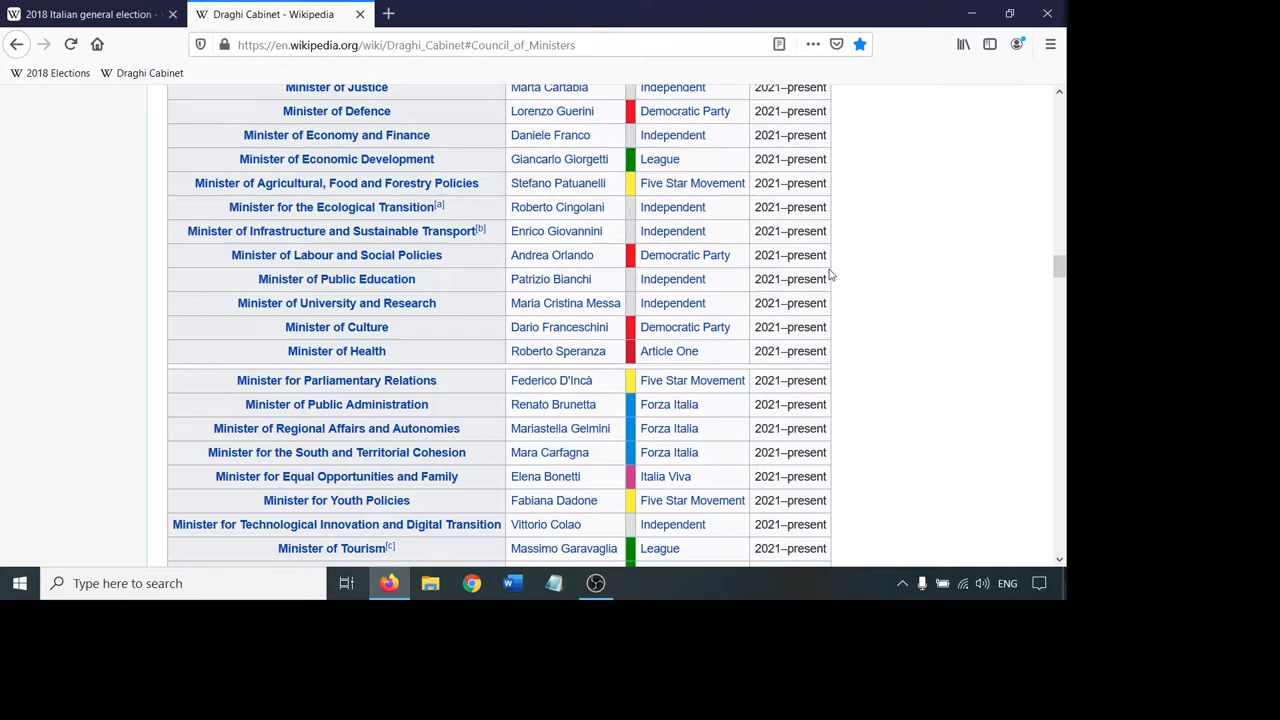 2018 Italian general election -
Draghi Cabinet - Wikipedia
https://en.wikipedia.org/wiki/Draghi_Cabinet#Council_of_Ministers
2018 Elections
Draghi Cabinet
Minister of Justice Marta Cartabia Independent 2021–present
Minister of Defence Lorenzo Guerini Democratic Party 2021–present
Minister of Economy and Finance Daniele Franco Independent 2021–present
Minister of Economic Development Giancarlo Giorgetti League 2021–present
Minister of Agricultural, Food and Forestry Policies Stefano Patuanelli Five Star Movement 2021–present
Minister for the Ecological Transition[a] Roberto Cingolani Independent 2021–present
Minister of Infrastructure and Sustainable Transport[b] Enrico Giovannini Independent 2021–present
Minister of Labour and Social Policies Andrea Orlando Democratic Party 2021–present
Minister of Public Education Patrizio Bianchi Independent 2021–present
Minister of University and Research Maria Cristina Messa Independent 2021–present
Minister of Culture Dario Franceschini Democratic Party 2021–present
Minister of Health Roberto Speranza Article One 2021–present
Minister for Parliamentary Relations Federico D'Incà Five Star Movement 2021–present
Minister of Public Administration Renato Brunetta Forza Italia 2021–present
Minister of Regional Affairs and Autonomies Mariastella Gelmini Forza Italia 2021–present
Minister for the South and Territorial Cohesion Mara Carfagna Forza Italia 2021–present
Minister for Equal Opportunities and Family Elena Bonetti Italia Viva 2021–present
Minister for Youth Policies Fabiana Dadone Five Star Movement 2021–present
Minister for Technological Innovation and Digital Transition Vittorio Colao Independent 2021–present
Minister of Tourism[c] Massimo Garavaglia League 2021–present
Type here to search
ENG